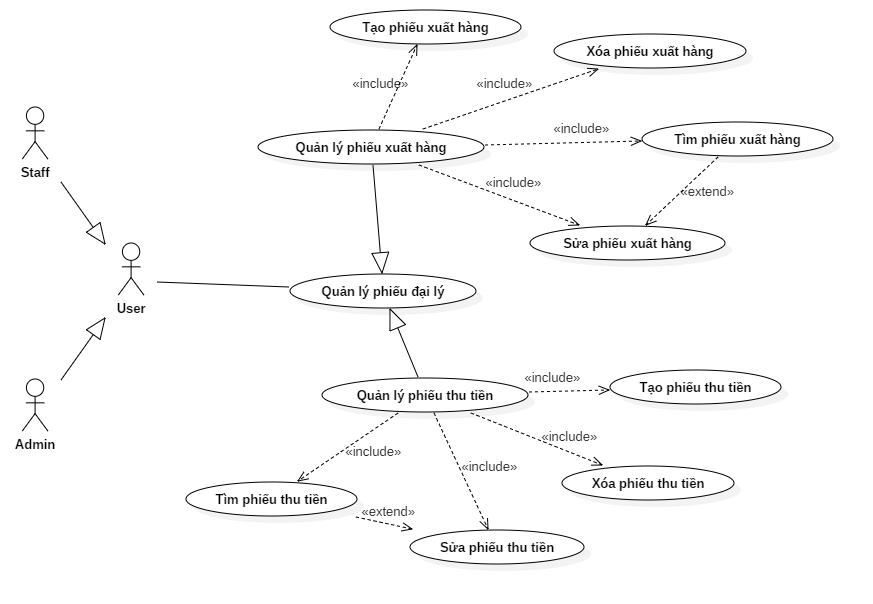 Tạo phiếu xuất hàng
Xóa phiếu xuất hàng
«include»
«include»
Staff
Quản lý phiếu xuất hàng
«include»
Tìm phiếu xuất hàng
«include»
«extend»
Sửa phiếu xuất hàng
User
Quản lý phiếu đại lý
Admin
Quản lý phiếu thu tiền
«include»
Tạo phiếu thu tiền
«include»
«include»
«include»
Xóa phiếu thu tiền
Tìm phiếu thu tiền
«extend»
Sửa phiếu thu tiền